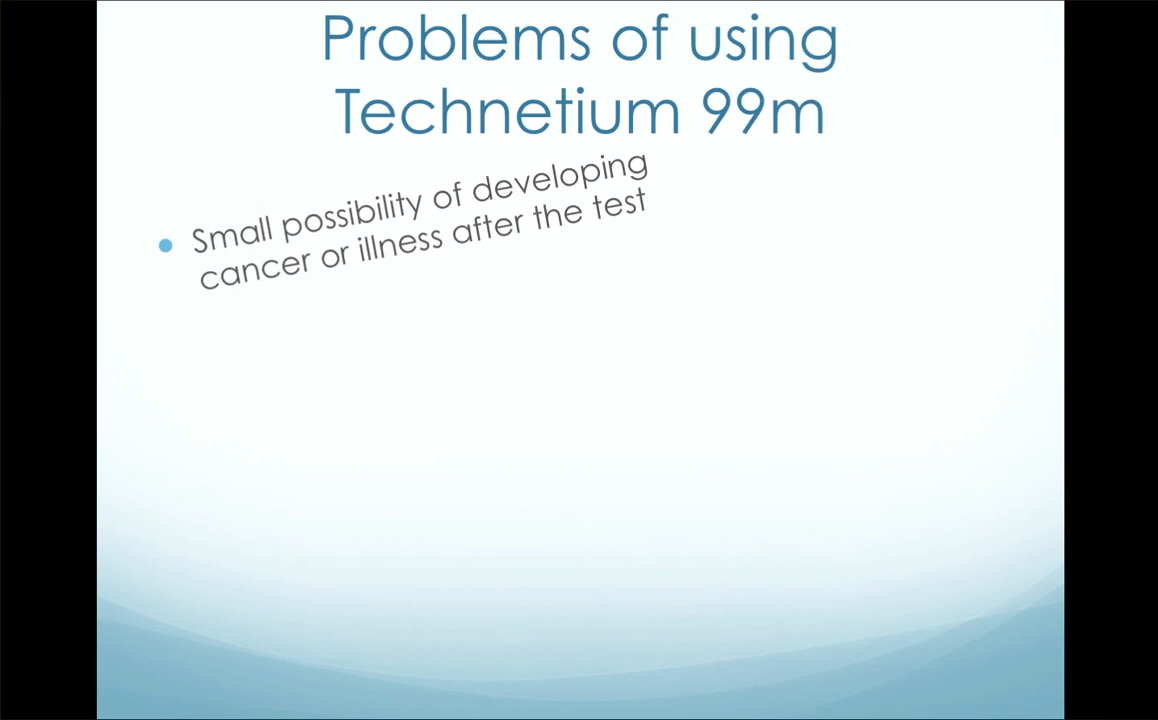 Problems of using
Technetium 99m
Small possibility of developing
cancer or illness after the test